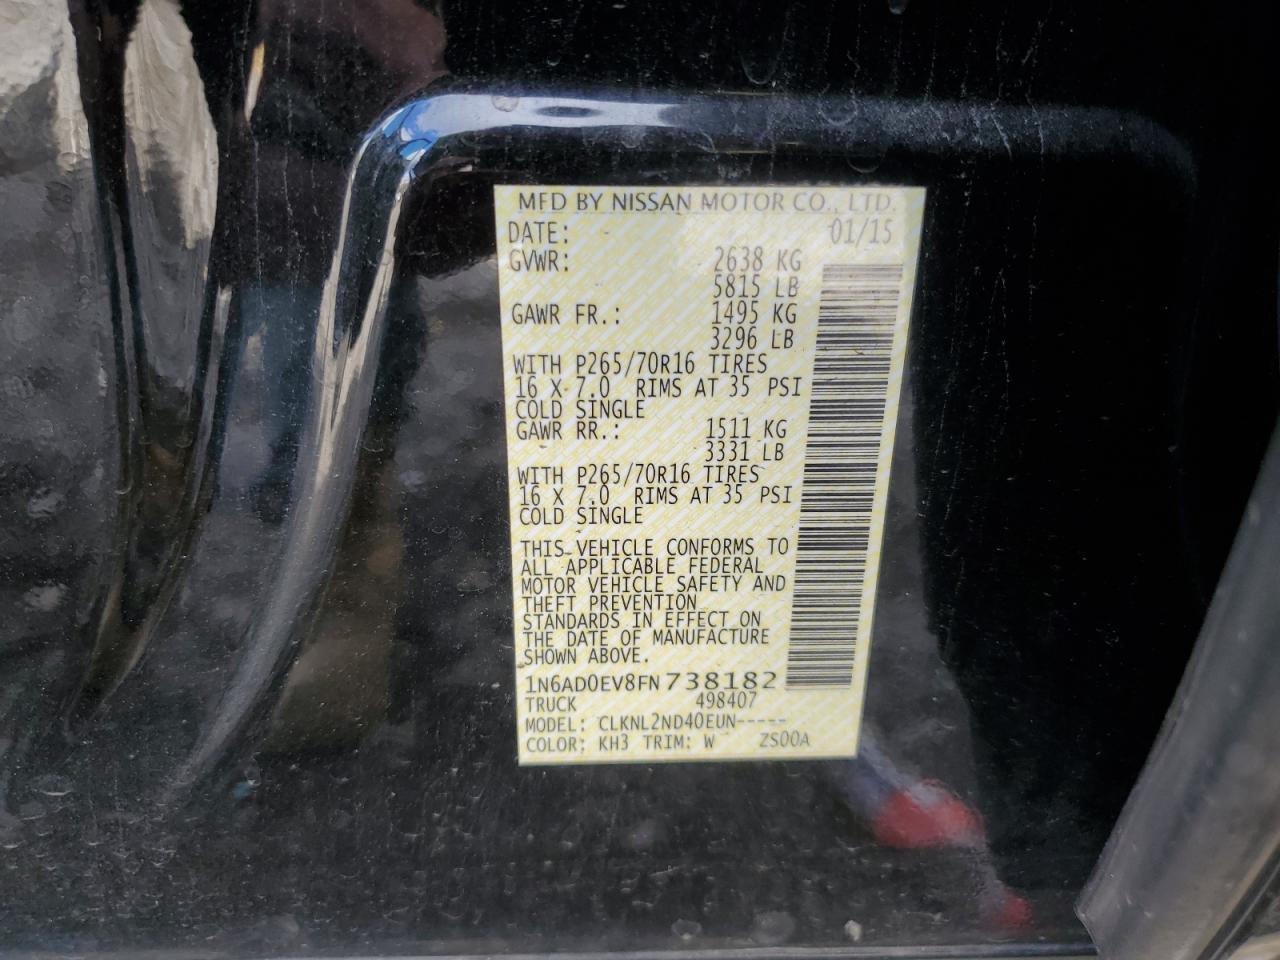 MFD BY NISSAN MOTOR CO., LTD.
DATE: 01/15
GVWR: 2638 KG
5815 LB
GAWR FR.: 1495 KG
3296 LB
WITH P265/70R16 TIRES
16 X 7.0 RIMS AT 35 PSI
COLD SINGLE
GAWR RR.: 1511 KG
3331 LB
WITH P265/70R16 TIRES
16 X 7.0 RIMS AT 35 PSI
COLD SINGLE
THIS VEHICLE CONFORMS TO
ALL APPLICABLE FEDERAL
MOTOR VEHICLE SAFETY AND
THEFT PREVENTION
STANDARDS IN EFFECT ON
THE DATE OF MANUFACTURE
SHOWN ABOVE.
1N6AD0EV8FN738182
TRUCK 498407
MODEL: CLKNL2ND40EUN-----
COLOR: KH3 TRIM: W ZS00A